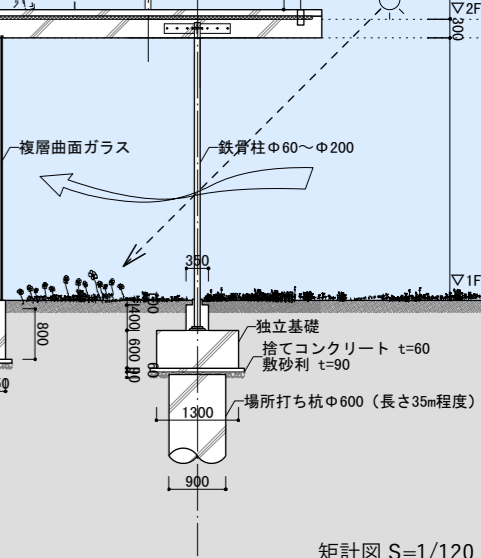 ▽2F
300
複層曲面ガラス
鉄骨柱Φ60～Φ200
350
▽1F
400
800
600
独立基礎
捨てコンクリート t=60
敷砂利 t=90
場所打ち杭Φ600（長さ35m程度）
1300
900
矩計図 S=1/120